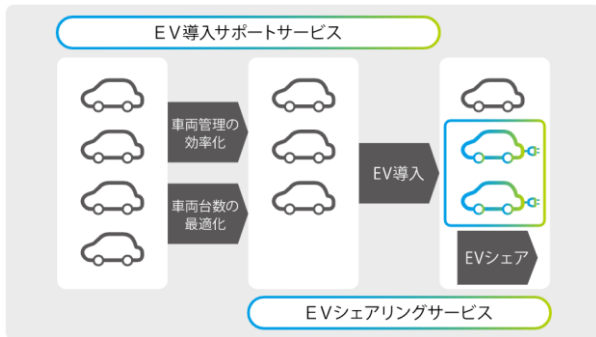 EV導入サポートサービス
車両管理の
効率化
車両台数の
最適化
EV導入
EVシェア
EVシェアリングサービス